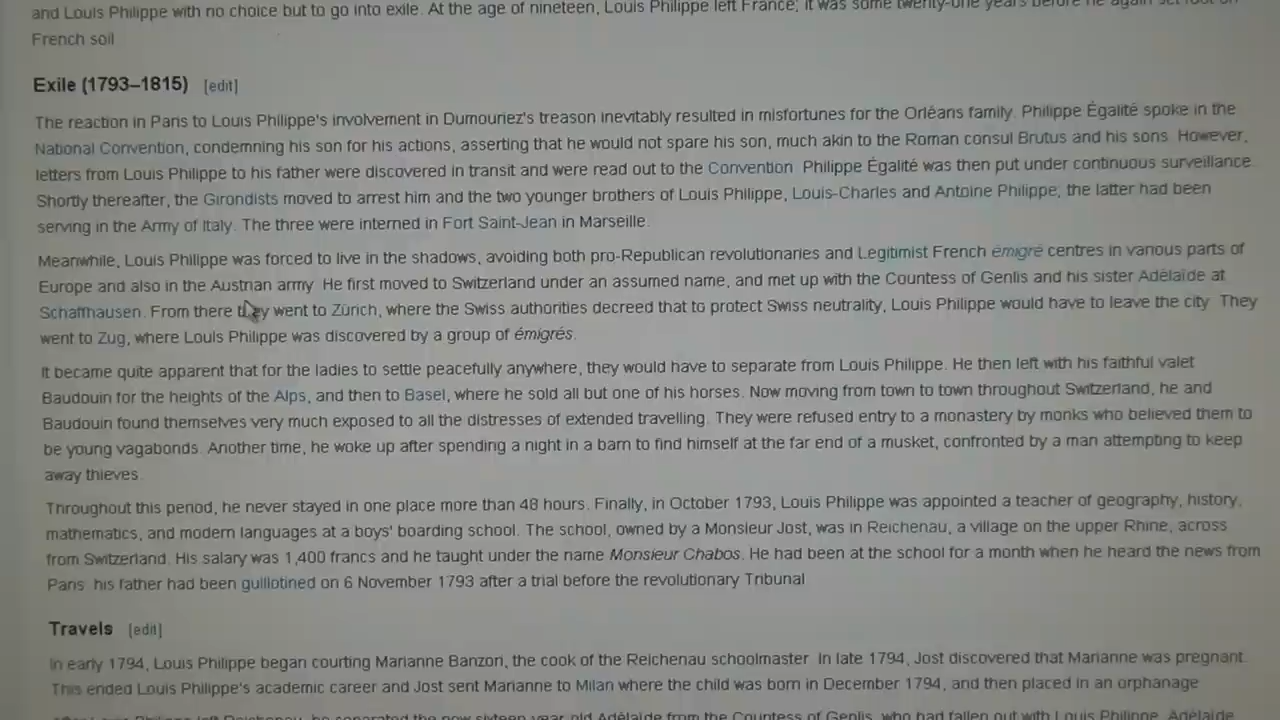 and Louis Philippe with no choice but to go into exile. At the age of nineteen, Louis Philippe left France; it was some twenty-one years before he again set foot on
French soil
Exile (1793–1815) [edit]
The reaction in Paris to Louis Philippe's involvement in Dumouriez's treason inevitably resulted in misfortunes for the Orléans family. Philippe Égalité spoke in the
National Convention, condemning his son for his actions, asserting that he would not spare his son, much akin to the Roman consul Brutus and his sons. However,
letters from Louis Philippe to his father were discovered in transit and were read out to the Convention. Philippe Égalité was then put under continuous surveillance.
Shortly thereafter, the Girondists moved to arrest him and the two younger brothers of Louis Philippe, Louis-Charles and Antoine Philippe; the latter had been
serving in the Army of Italy. The three were interned in Fort Saint-Jean in Marseille.
Meanwhile, Louis Philippe was forced to live in the shadows, avoiding both pro-Republican revolutionaries and Legitimist French émigré centres in various parts of
Europe and also in the Austrian army. He first moved to Switzerland under an assumed name, and met up with the Countess of Genlis and his sister Adélaïde at
Schaffhausen. From there they went to Zürich, where the Swiss authorities decreed that to protect Swiss neutrality, Louis Philippe would have to leave the city. They
went to Zug, where Louis Philippe was discovered by a group of émigrés.
It became quite apparent that for the ladies to settle peacefully anywhere, they would have to separate from Louis Philippe. He then left with his faithful valet
Baudouin for the heights of the Alps, and then to Basel, where he sold all but one of his horses. Now moving from town to town throughout Switzerland, he and
Baudouin found themselves very much exposed to all the distresses of extended travelling. They were refused entry to a monastery by monks who believed them to
be young vagabonds. Another time, he woke up after spending a night in a barn to find himself at the far end of a musket, confronted by a man attempting to keep
away thieves.
Throughout this period, he never stayed in one place more than 48 hours. Finally, in October 1793, Louis Philippe was appointed a teacher of geography, history,
mathematics, and modern languages at a boys' boarding school. The school, owned by a Monsieur Jost, was in Reichenau, a village on the upper Rhine, across
from Switzerland. His salary was 1,400 francs and he taught under the name Monsieur Chabos. He had been at the school for a month when he heard the news from
Paris: his father had been guillotined on 6 November 1793 after a trial before the revolutionary Tribunal.
Travels [edit]
In early 1794, Louis Philippe began courting Marianne Banzori, the cook of the Reichenau schoolmaster. In late 1794, Jost discovered that Marianne was pregnant.
This ended Louis Philippe's academic career and Jost sent Marianne to Milan where the child was born in December 1794, and then placed in an orphanage.
he separated the now sixteen year old Adélaïde from the Countess of Genlis, who had fallen out with Louis Philippe. Adélaïde